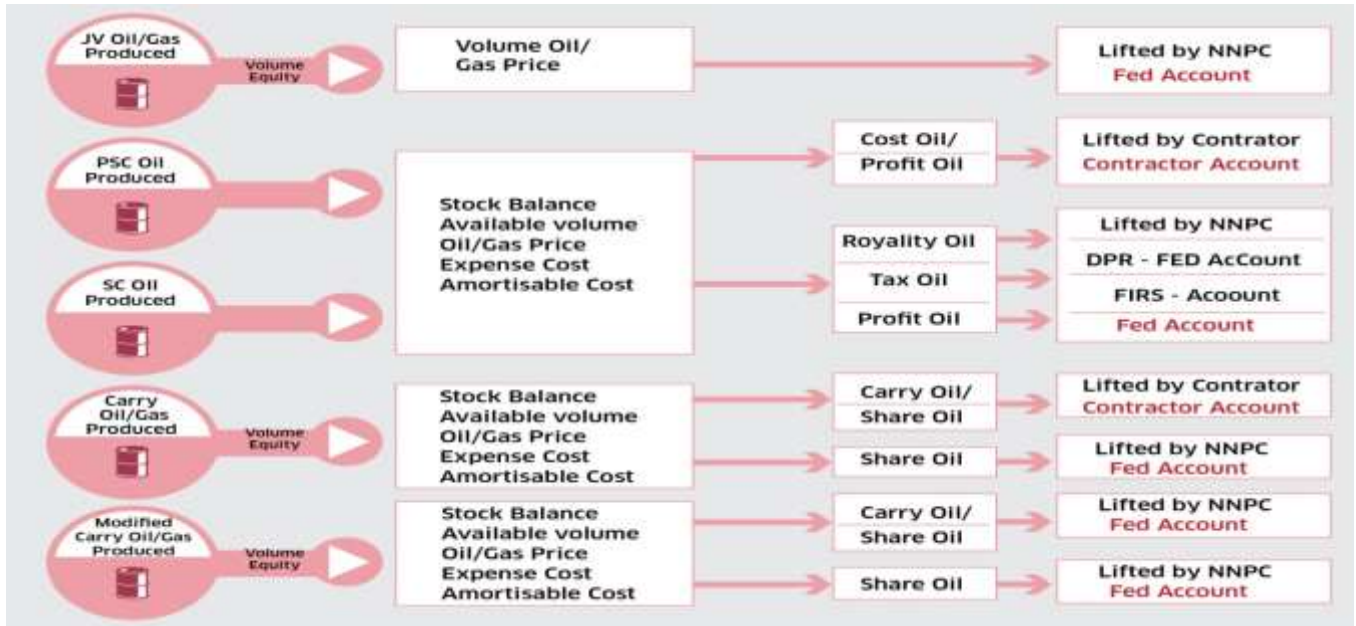 JV Oil/Gas
Produced
Volume
Equity
Volume Oil/
Gas Price
Lifted by NNPC
Fed Account
PSC Oil
Produced
SC Oil
Produced
Stock Balance
Available volume
Oil/Gas Price
Expense Cost
Amortisable Cost
Cost Oil/
Profit Oil
Lifted by Contrator
Contractor Account
Royality Oil
Tax Oil
Profit Oil
Lifted by NNPC
DPR - FED AcCount
FIRS - Acoount
Fed Account
Carry
Oil/Gas
Produced
Volume
Equity
Stock Balance
Available volume
Oil/Gas Price
Expense Cost
Amortisable Cost
Carry Oil/
Share Oil
Lifted by Contrator
Contractor Account
Share Oil
Lifted by NNPC
Fed Account
Modified
Carry Oil/Gas
Produced
Volume
Equity
Stock Balance
Available volume
Oil/Gas Price
Expense Cost
Amortisable Cost
Carry Oil/
Share Oil
Lifted by NNPC
Fed Account
Share Oil
Lifted by NNPC
Fed Account